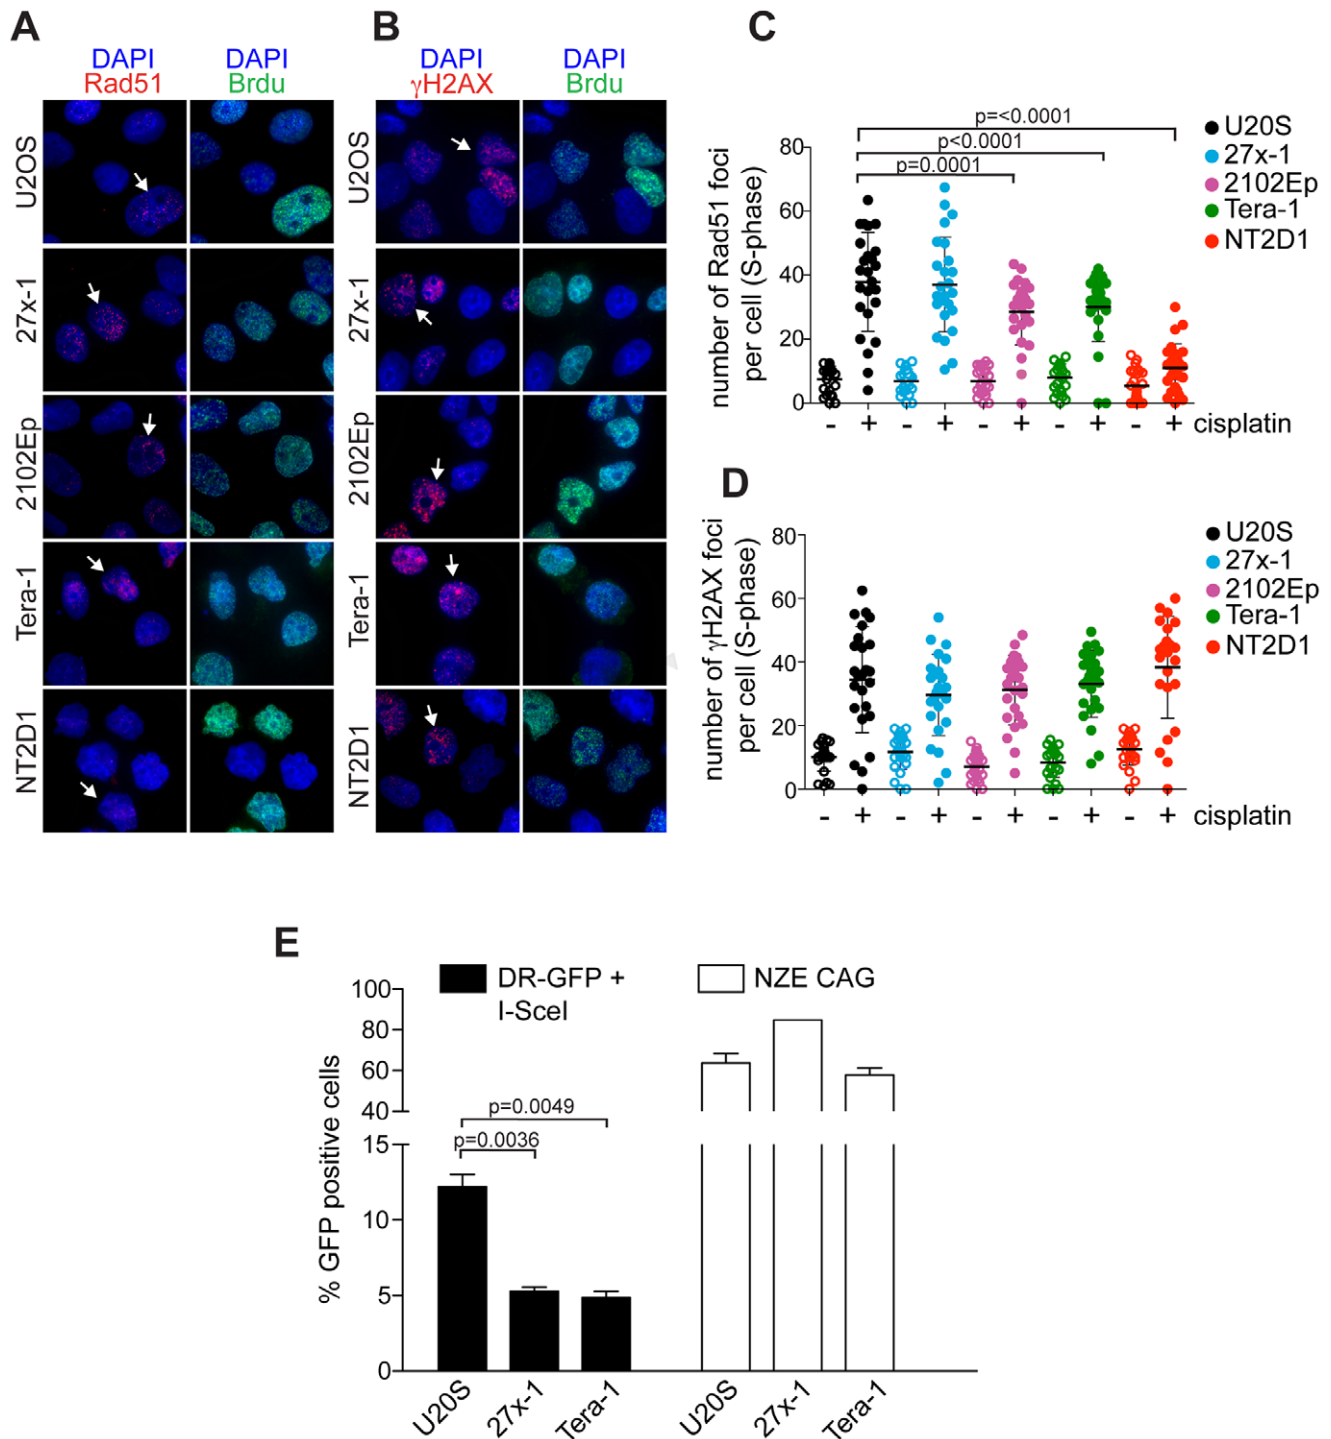 A
DAPI
Rad51
DAPI
Brdu
U2OS
27x-1
2102Ep
Tera-1
NT2D1
B
DAPI
γH2AX
DAPI
Brdu
U2OS
27x-1
2102Ep
Tera-1
NT2D1
C
number of Rad51 foci
per cell (S-phase)
80
60
40
20
0
p=<0.0001
p<0.0001
p=0.0001
U20S
27x-1
2102Ep
Tera-1
NT2D1
- + - + - + - + - + cisplatin
D
number of γH2AX foci
per cell (S-phase)
80
60
40
20
0
U20S
27x-1
2102Ep
Tera-1
NT2D1
- + - + - + - + - + cisplatin
E
DR-GFP +
I-SceI
NZE CAG
% GFP positive cells
100
80
60
40
15
10
5
0
p=0.0049
p=0.0036
U20S
27x-1
Tera-1
U20S
27x-1
Tera-1